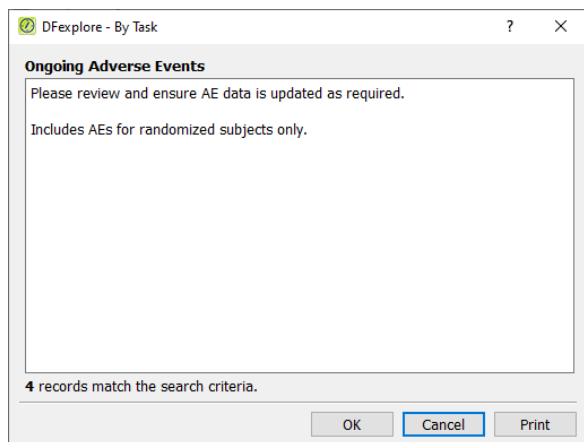 DFexplore - By Task
Ongoing Adverse Events
Please review and ensure AE data is updated as required.
Includes AEs for randomized subjects only.
4 records match the search criteria.
OK Cancel Print